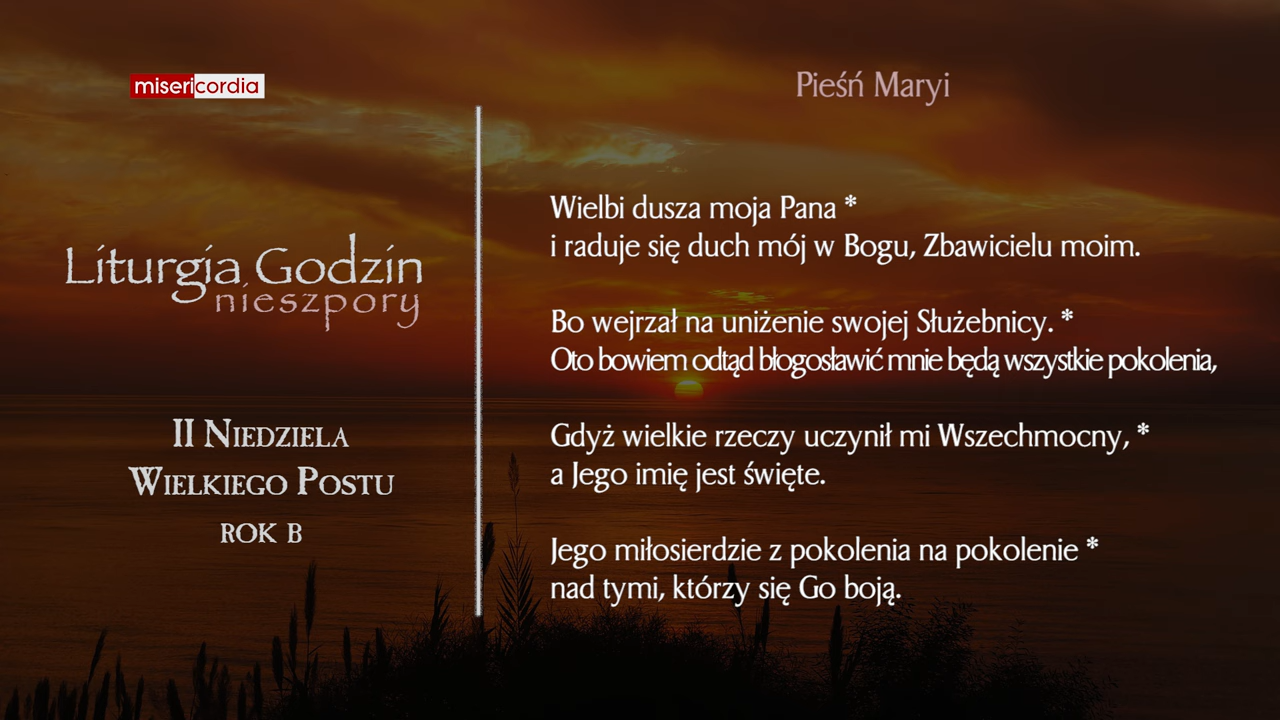 misericordia
Liturgia Godzin
nieszpory
II Niedziela
Wielkiego Postu
rok B
Pieśń Maryi
Wielbi dusza moja Pana *
i raduje się duch mój w Bogu, Zbawicielu moim.
Bo wejrzał na uniżenie swojej Służebnicy. *
Oto bowiem odtąd błogosławić mnie będą wszystkie pokolenia,
Gdyż wielkie rzeczy uczynił mi Wszechmocny, *
a Jego imię jest święte.
Jego miłosierdzie z pokolenia na pokolenie *
nad tymi, którzy się Go boją.